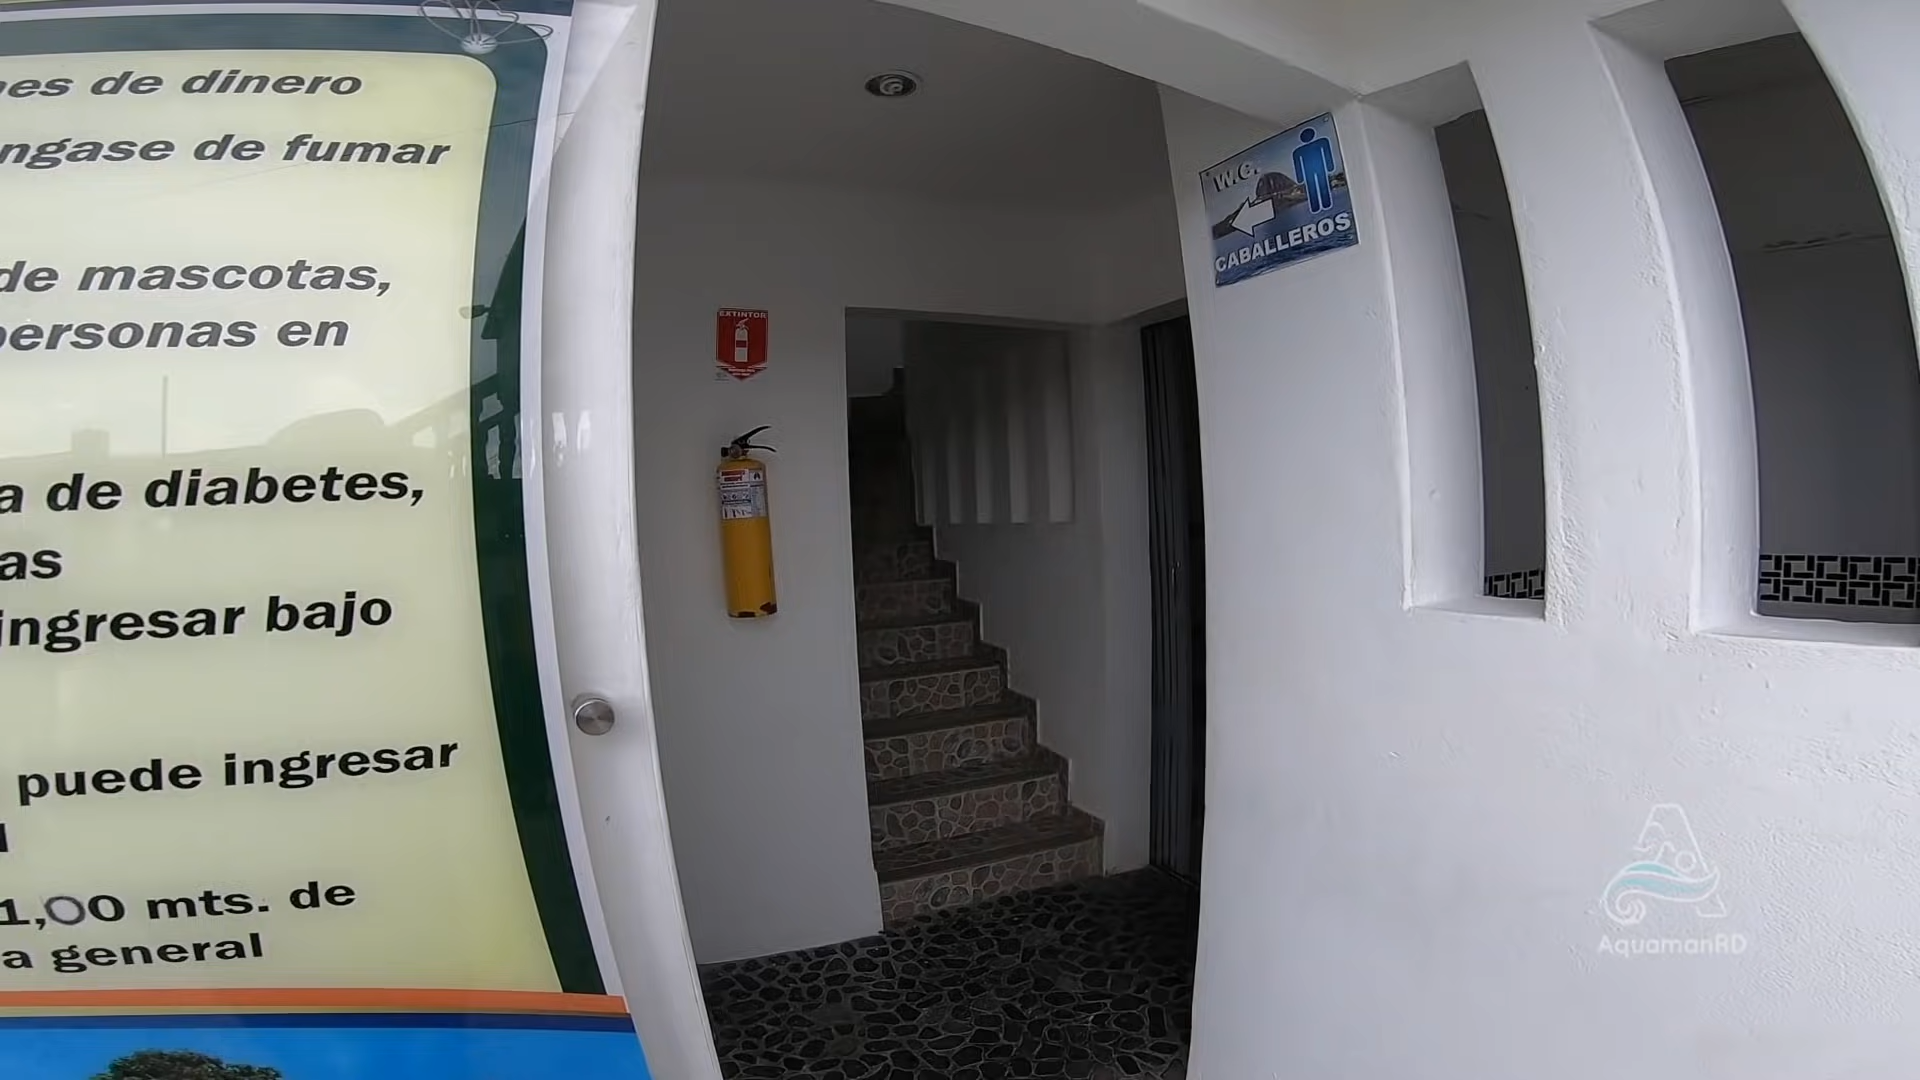 nes de dinero
ngase de fumar
de mascotas,
personas en
a de diabetes,
as
ingresar bajo
puede ingresar
1,00 mts. de
a general
EXTINTOR
W.C.
CABALLEROS
AquamanRD